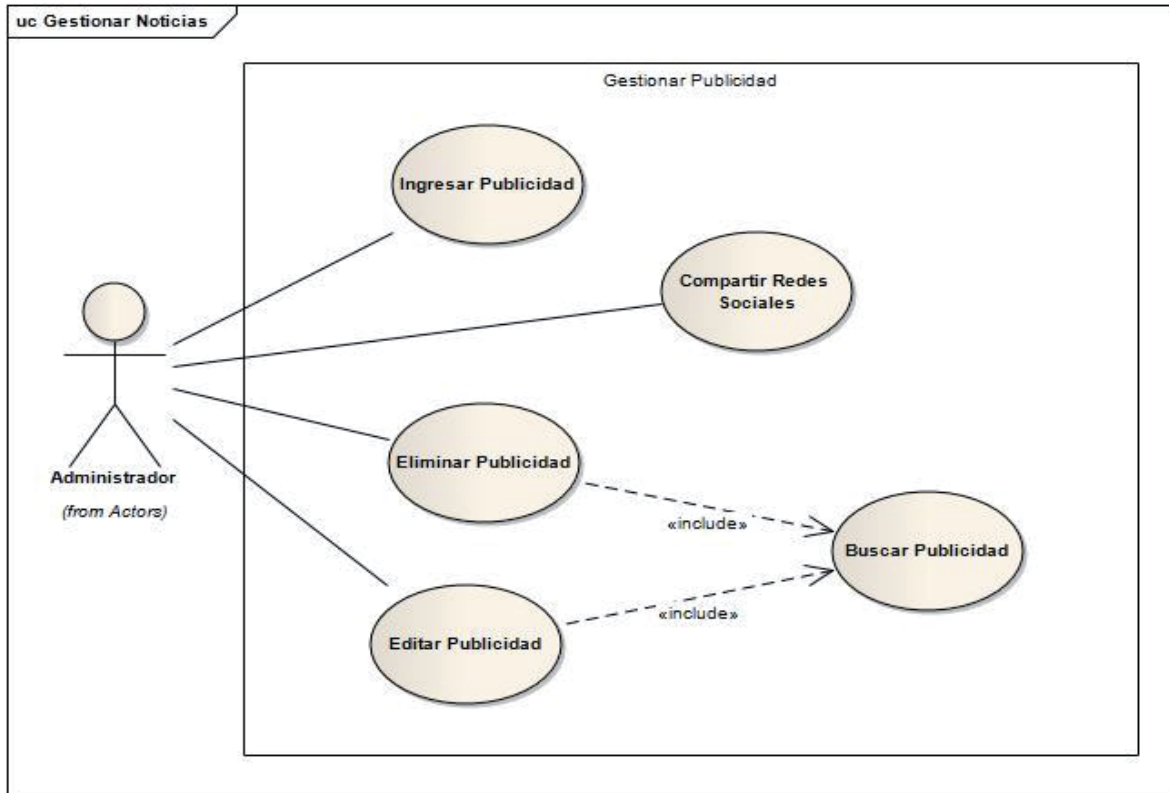 uc Gestionar Noticias
Gestionar Publicidad
Ingresar Publicidad
Compartir Redes
Sociales
Administrador
(from Actors)
Eliminar Publicidad
«include»
Buscar Publicidad
«include»
Editar Publicidad